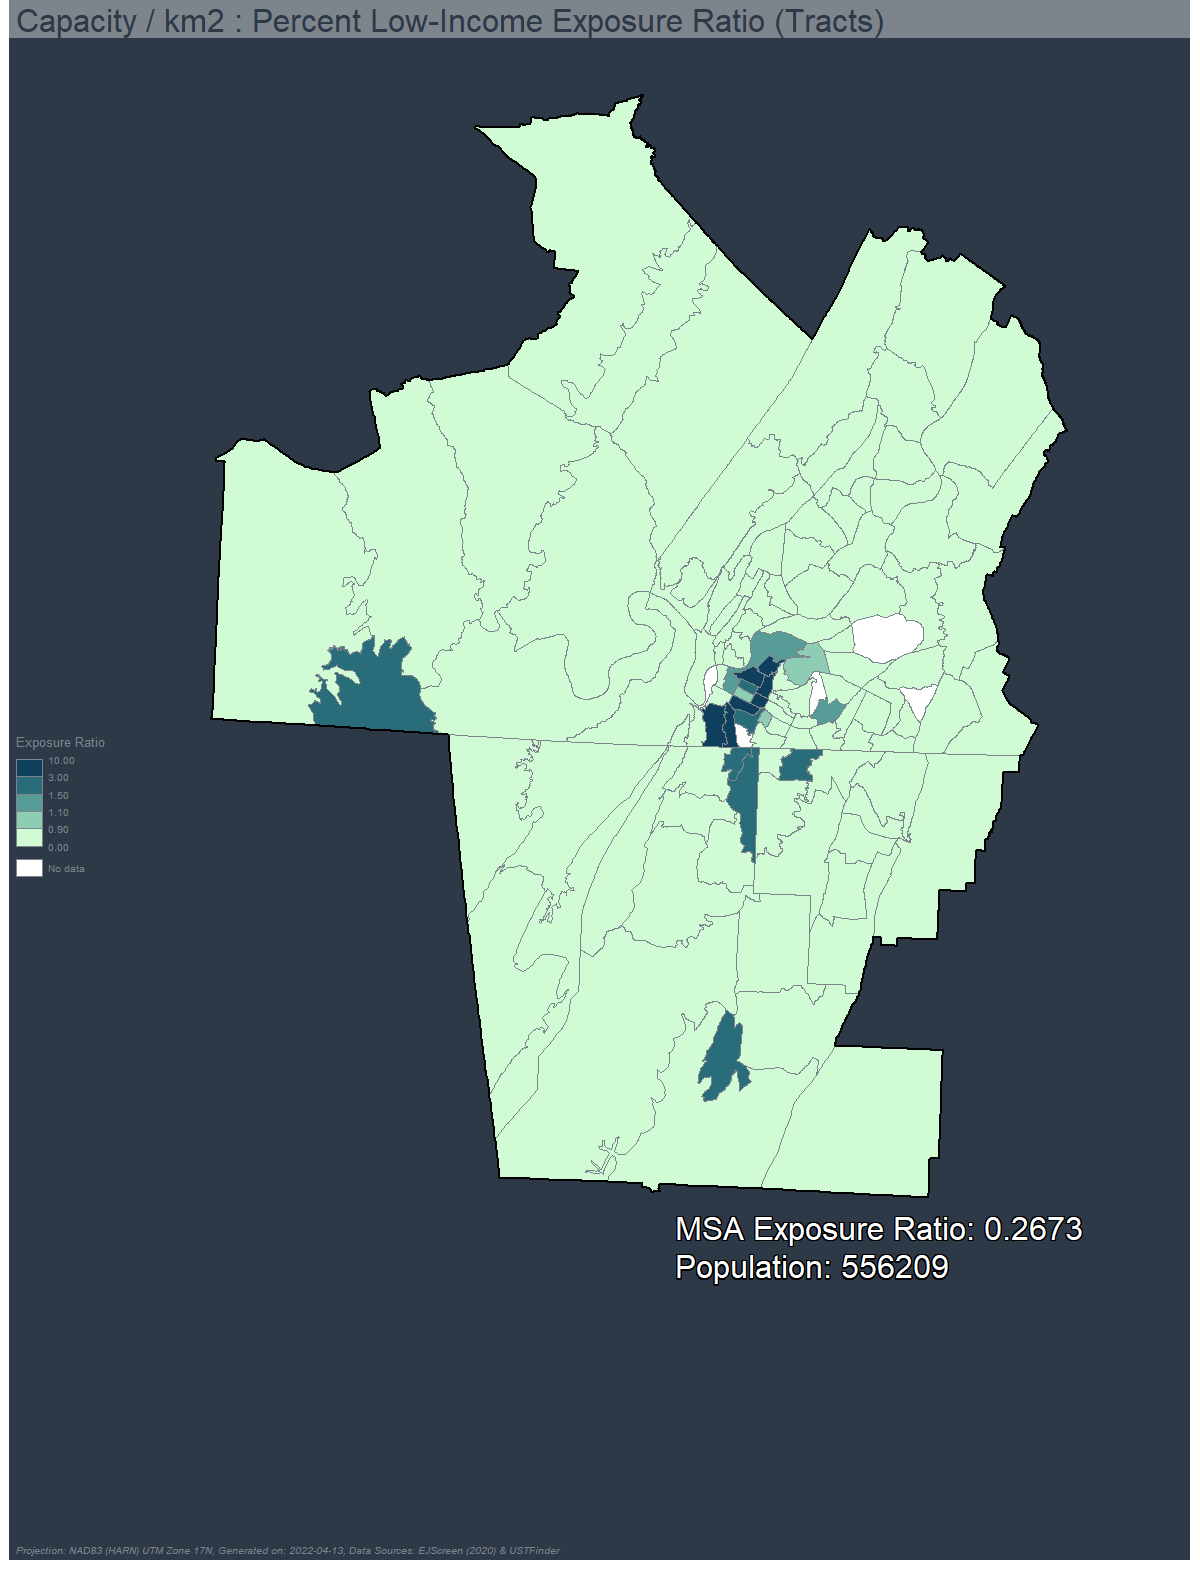 Capacity / km2 : Percent Low-Income Exposure Ratio (Tracts)
Exposure Ratio
10.00
3.00
1.50
1.10
0.90
0.00
No data
MSA Exposure Ratio: 0.2673
Population: 556209
Projection: NAD83 (HARN) UTM Zone 17N, Generated on: 2022-04-13, Data Sources: EJScreen (2020) & USTFinder